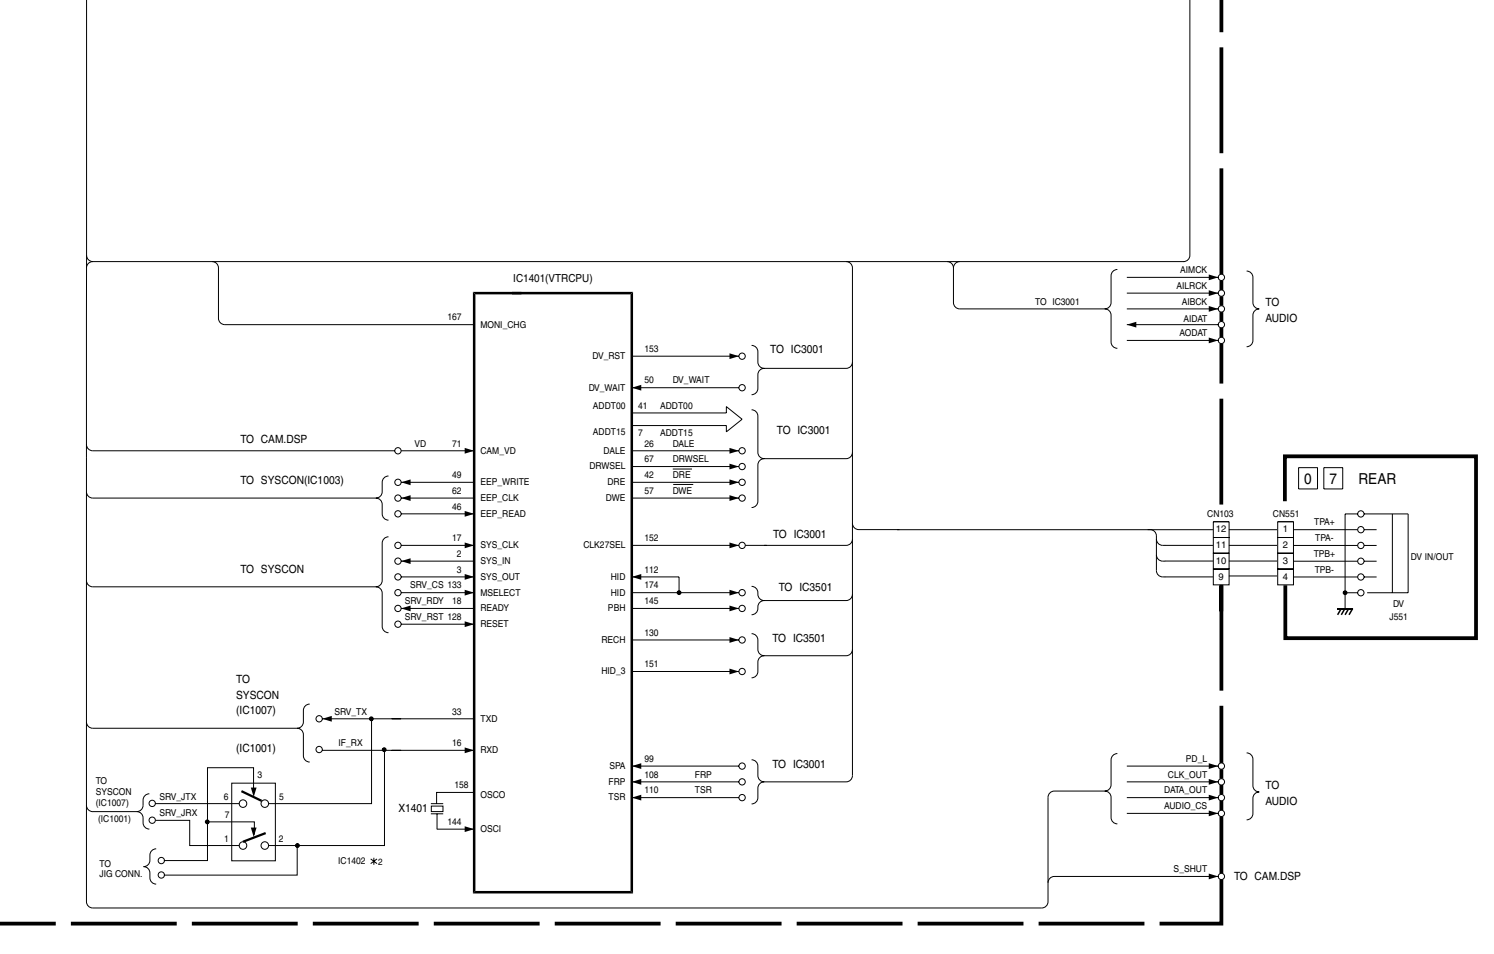 IC1401(VTRCPU)
167 MONI_CHG
TO CAM.DSP
VD 71 CAM_VD
TO SYSCON(IC1003)
49 EEP_WRITE
62 EEP_CLK
46 EEP_READ
TO SYSCON
17 SYS_CLK
2 SYS_IN
3 SYS_OUT
SRV_CS 133 MSELECT
SRV_RDY 18 READY
SRV_RST 128 RESET
TO
SYSCON
(IC1007)
SRV_TX 33 TXD
(IC1001)
IF_RX 16 RXD
158 OSCO
X1401
144 OSCI
TO
SYSCON
(IC1007)
(IC1001)
SRV_JTX 6 3 5
SRV_JRX 7
1 2
TO
JIG CONN.
IC1402 ✱2
DV_RST 153 TO IC3001
DV_WAIT 50 DV_WAIT
ADDT00 41 ADDT00
ADDT15 7 ADDT15
TO IC3001
DALE 26 DALE
DRWSEL 67 DRWSEL
DRE 42 DRE
DWE 57 DWE
CLK27SEL 152 TO IC3001
HID 112
HID 174 TO IC3501
PBH 145
RECH 130 TO IC3501
HID_3 151
SPA 99 TO IC3001
FRP 108 FRP
TSR 110 TSR
TO IC3001
AIMCK
AILRCK
AIBCK
AIDAT
AODAT
TO
AUDIO
CN103 CN551
12 1 TPA+
11 2 TPA-
10 3 TPB+
9 4 TPB-
0 7 REAR
DV IN/OUT
DV
J551
PD_L
CLK_OUT
DATA_OUT
AUDIO_CS
TO
AUDIO
S_SHUT TO CAM.DSP